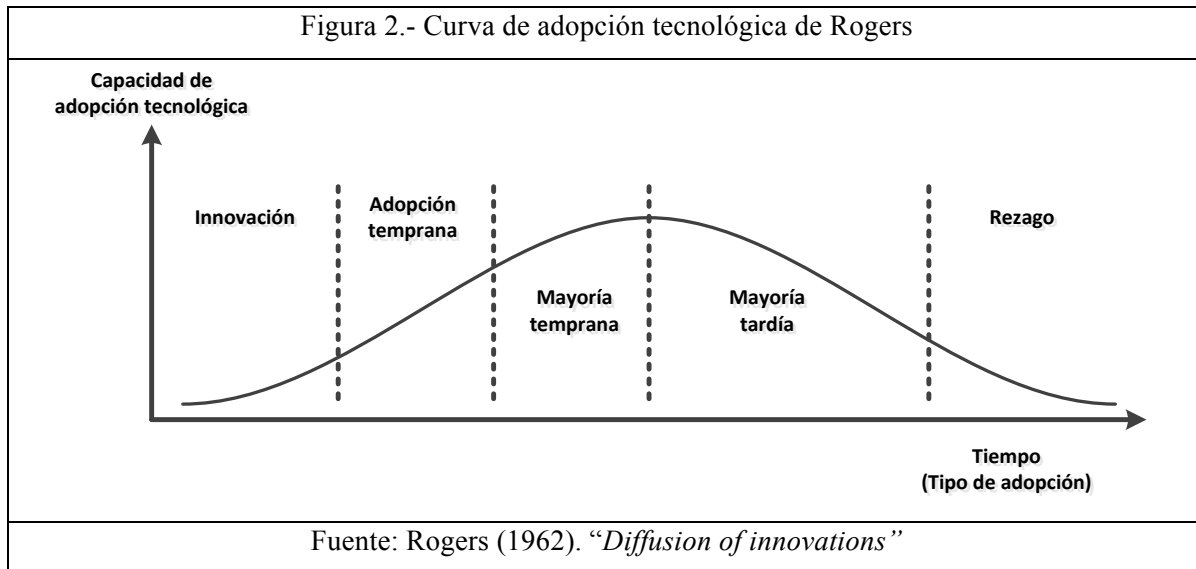 Figura 2.- Curva de adopción tecnológica de Rogers
Capacidad de
adopción tecnológica
Innovación
Adopción
temprana
Mayoría
temprana
Mayoría
tardía
Rezago
Tiempo
(Tipo de adopción)
Fuente: Rogers (1962). “Diffusion of innovations”